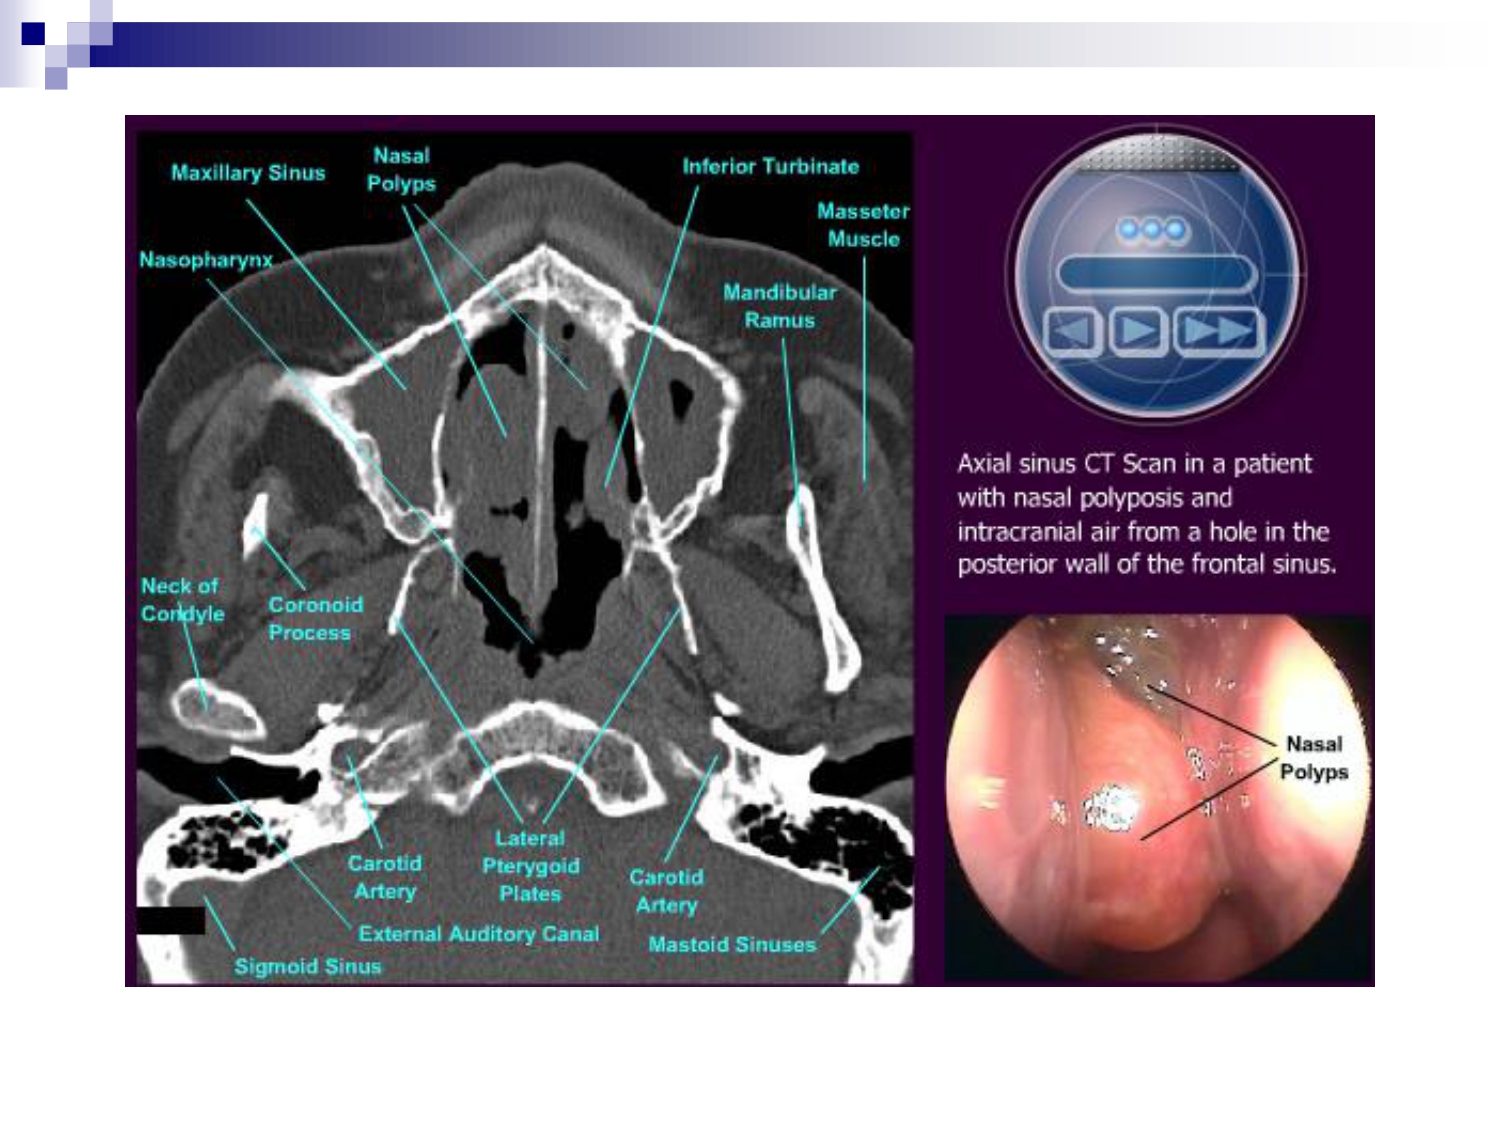 Maxillary Sinus
Nasal
Polyps
Inferior Turbinate
Masseter
Muscle
Nasopharynx
Mandibular
Ramus
Axial sinus CT Scan in a patient
with nasal polyposis and
intracranial air from a hole in the
posterior wall of the frontal sinus.
Neck of
Condyle
Coronoid
Process
Nasal
Polyps
Lateral
Pterygoid
Plates
Carotid
Artery
Carotid
Artery
External Auditory Canal
Mastoid Sinuses
Sigmoid Sinus